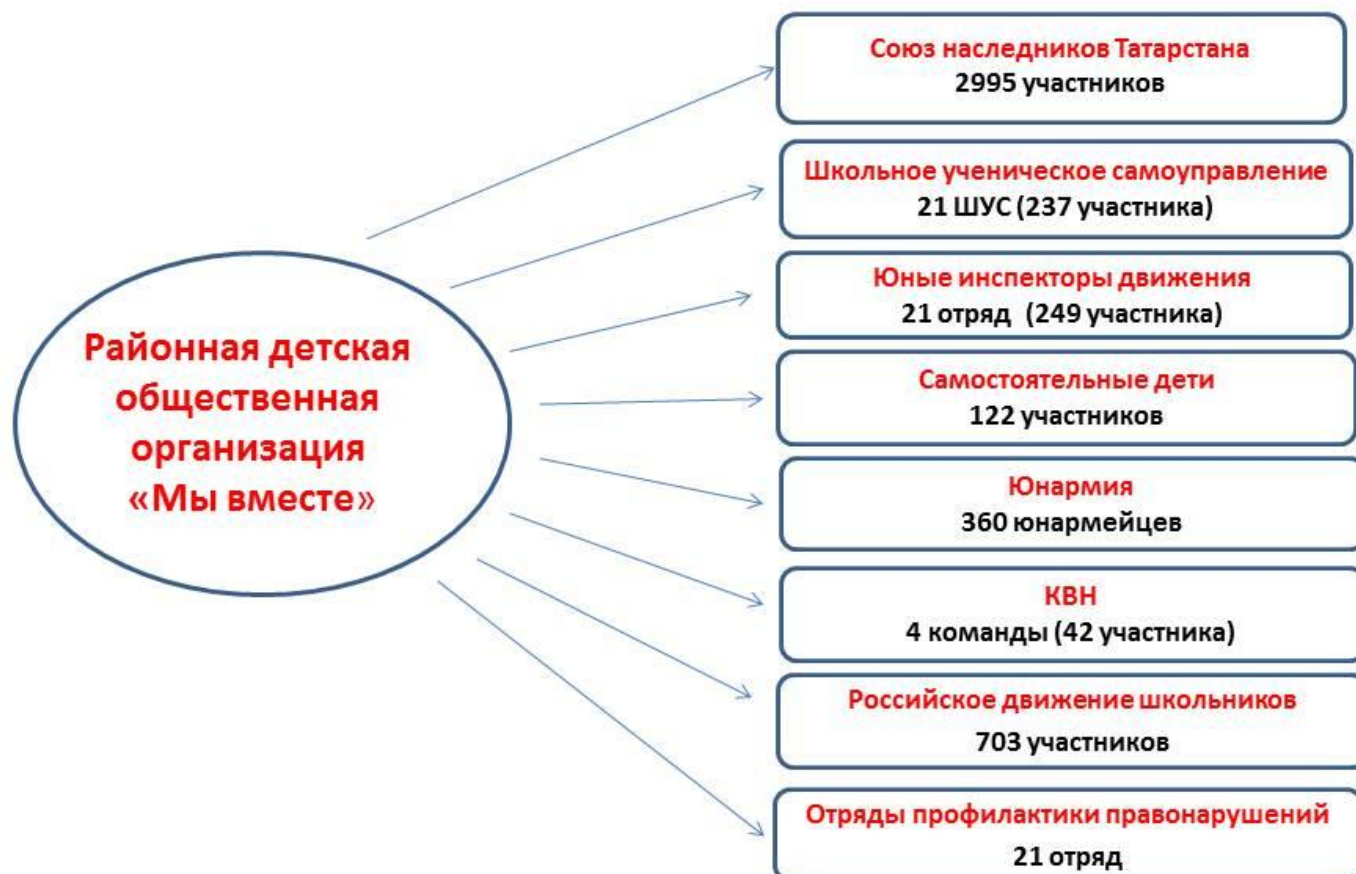 Районная детская
общественная
организация
«Мы вместе»
Союз наследников Татарстана
2995 участников
Школьное ученическое самоуправление
21 ШУС (237 участника)
Юные инспекторы движения
21 отряд (249 участника)
Самостоятельные дети
122 участников
Юнармия
360 юнармейцев
КВН
4 команды (42 участника)
Российское движение школьников
703 участников
Отряды профилактики правонарушений
21 отряд